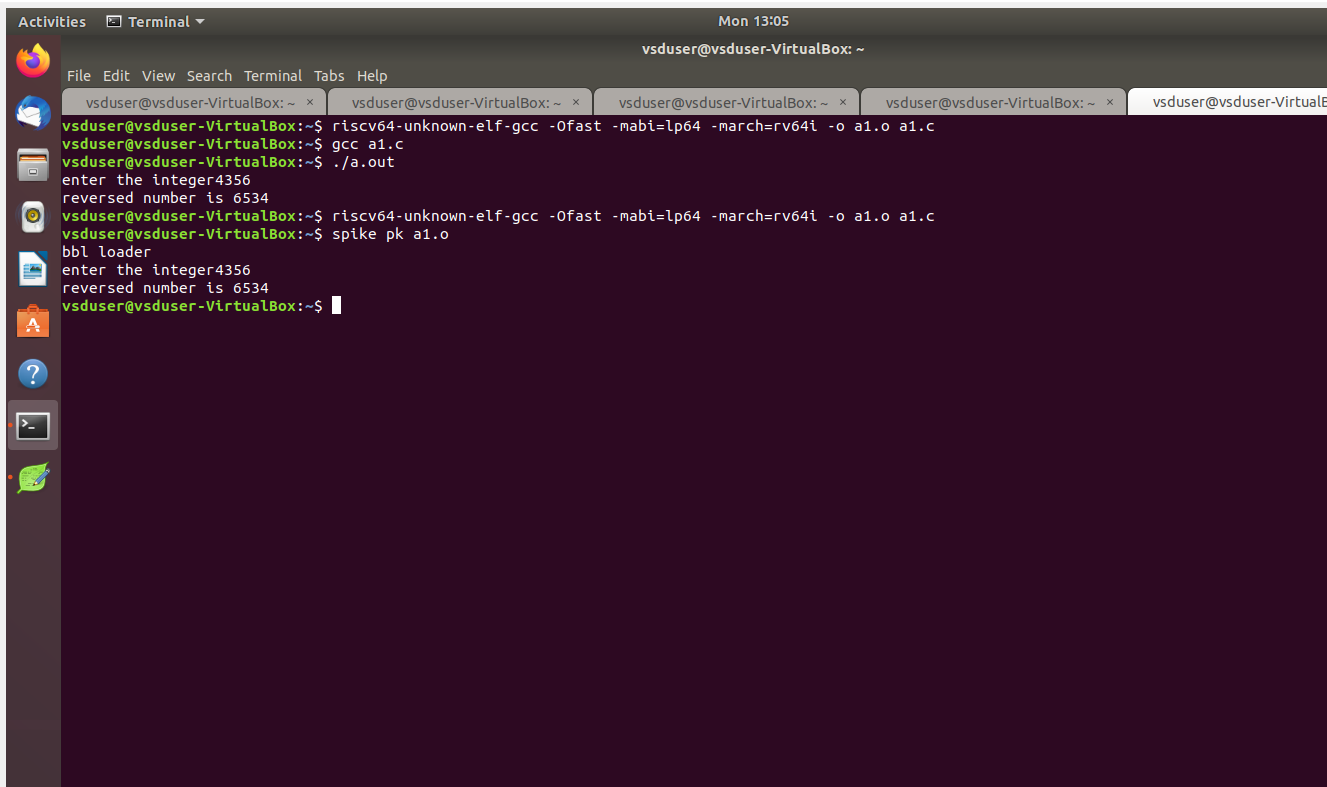 Activities Terminal Mon 13:05
vsduser@vsduser-VirtualBox: ~
File Edit View Search Terminal Tabs Help
vsduser@vsduser-VirtualBox: ~ × vsduser@vsduser-VirtualBox: ~ × vsduser@vsduser-VirtualBox: ~ × vsduser@vsduser-VirtualBox: ~ × vsduser@vsduser-VirtualB
vsduser@vsduser-VirtualBox:~$ riscv64-unknown-elf-gcc -Ofast -mabi=lp64 -march=rv64i -o a1.o a1.c
vsduser@vsduser-VirtualBox:~$ gcc a1.c
vsduser@vsduser-VirtualBox:~$ ./a.out
enter the integer4356
reversed number is 6534
vsduser@vsduser-VirtualBox:~$ riscv64-unknown-elf-gcc -Ofast -mabi=lp64 -march=rv64i -o a1.o a1.c
vsduser@vsduser-VirtualBox:~$ spike pk a1.o
bbl loader
enter the integer4356
reversed number is 6534
vsduser@vsduser-VirtualBox:~$